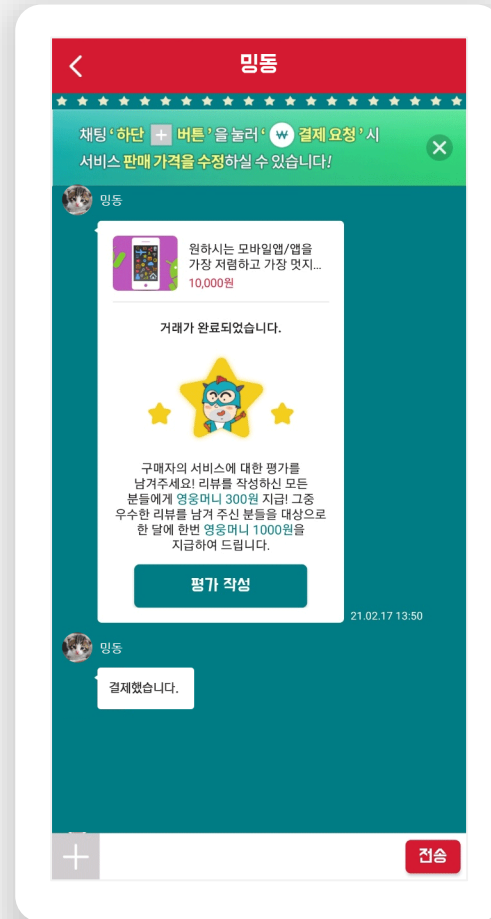 밍동
채팅 ‘하단 + 버튼’을 눌러 ‘₩ 결제 요청’시
서비스 판매 가격을 수정하실 수 있습니다!
밍동
원하시는 모바일앱/앱을
가장 저렴하고 가장 멋지...
10,000원
거래가 완료되었습니다.
구매자의 서비스에 대한 평가를
남겨주세요! 리뷰를 작성하신 모든
분들에게 영웅머니 300원 지급! 그중
우수한 리뷰를 남겨 주신 분들을 대상으로
한 달에 한번 영웅머니 1000원을
지급하여 드립니다.
평가 작성
21.02.17 13:50
밍동
결제했습니다.
전송